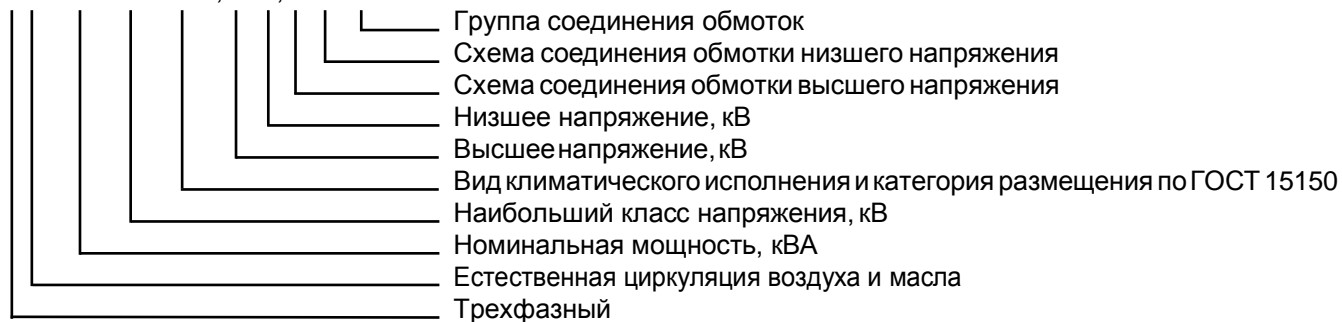 Группа соединения обмоток
Схема соединения обмотки низшего напряжения
Схема соединения обмотки высшего напряжения
Низшее напряжение, кВ
Высшее напряжение, кВ
Вид климатического исполнения и категория размещения по ГОСТ 15150
Наибольший класс напряжения, кВ
Номинальная мощность, кВА
Естественная циркуляция воздуха и масла
Трехфазный